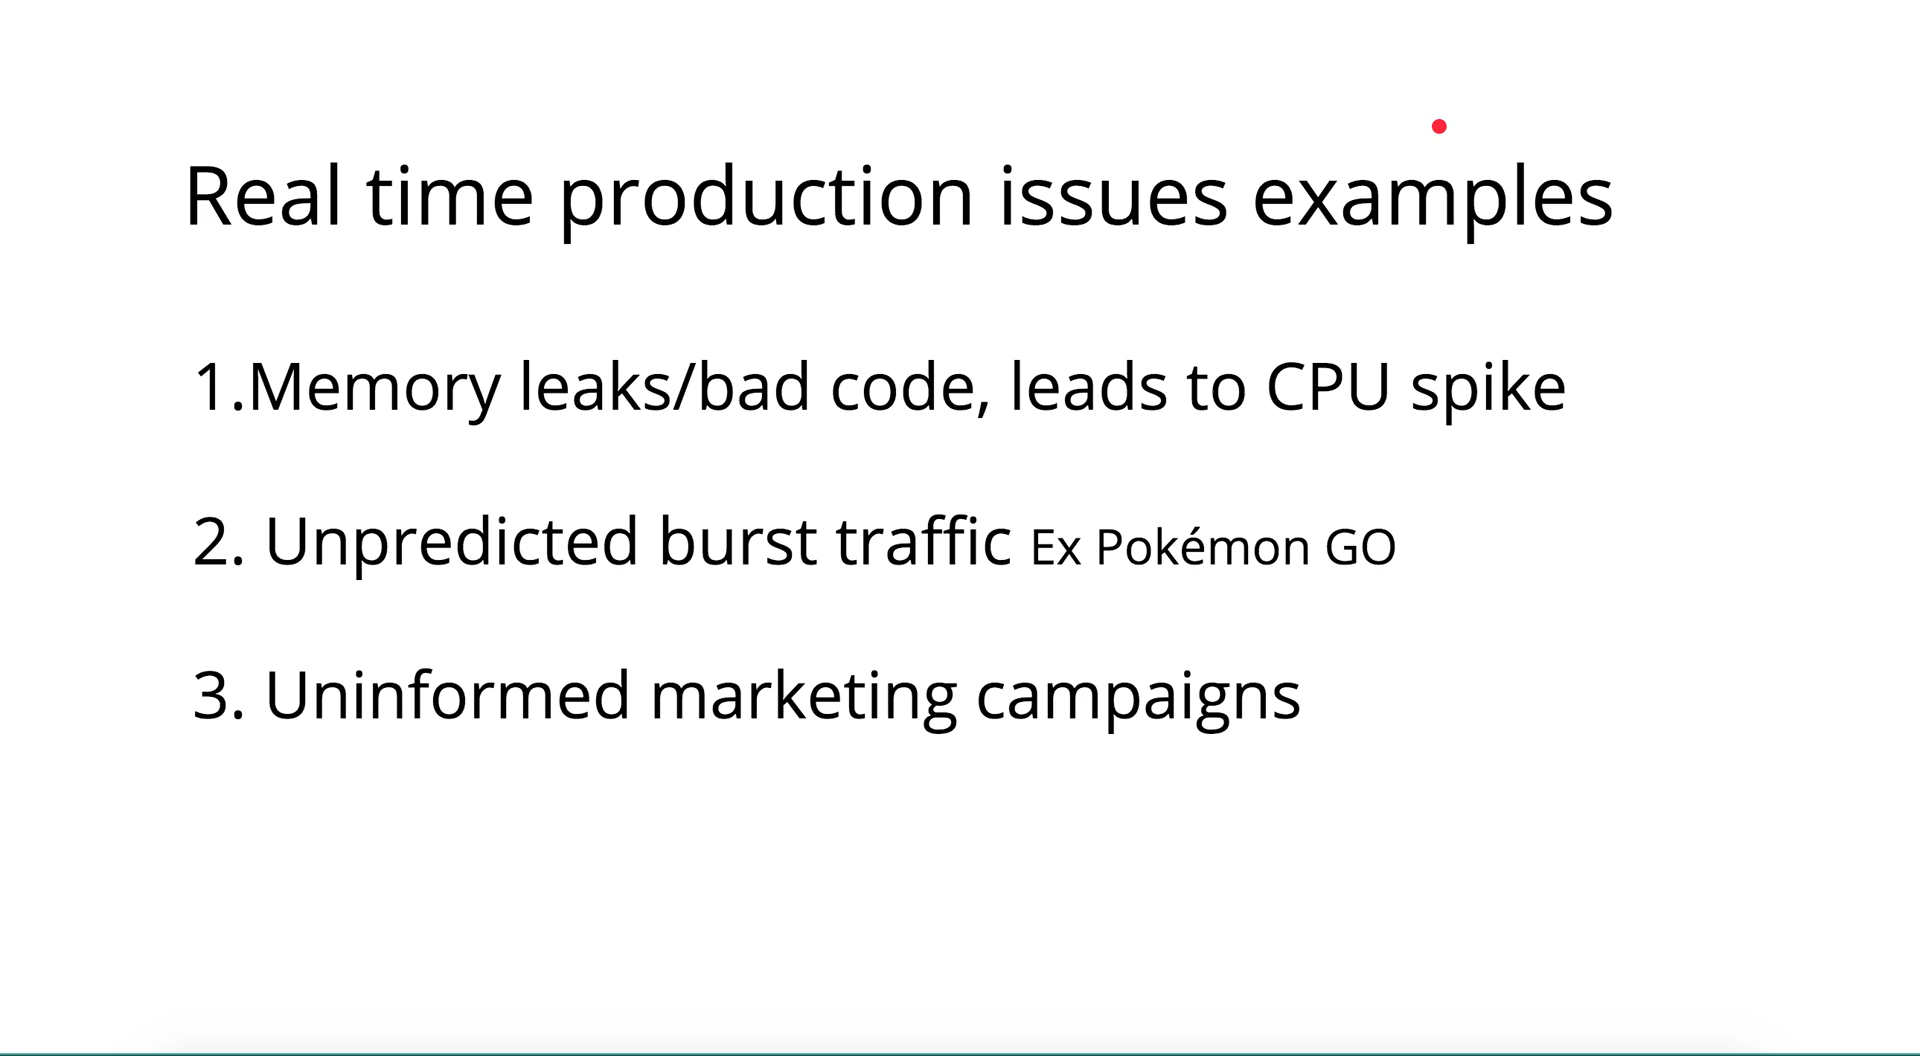 Real time production issues examples
1.Memory leaks/bad code, leads to CPU spike
2. Unpredicted burst traffic Ex Pokémon GO
3. Uninformed marketing campaigns